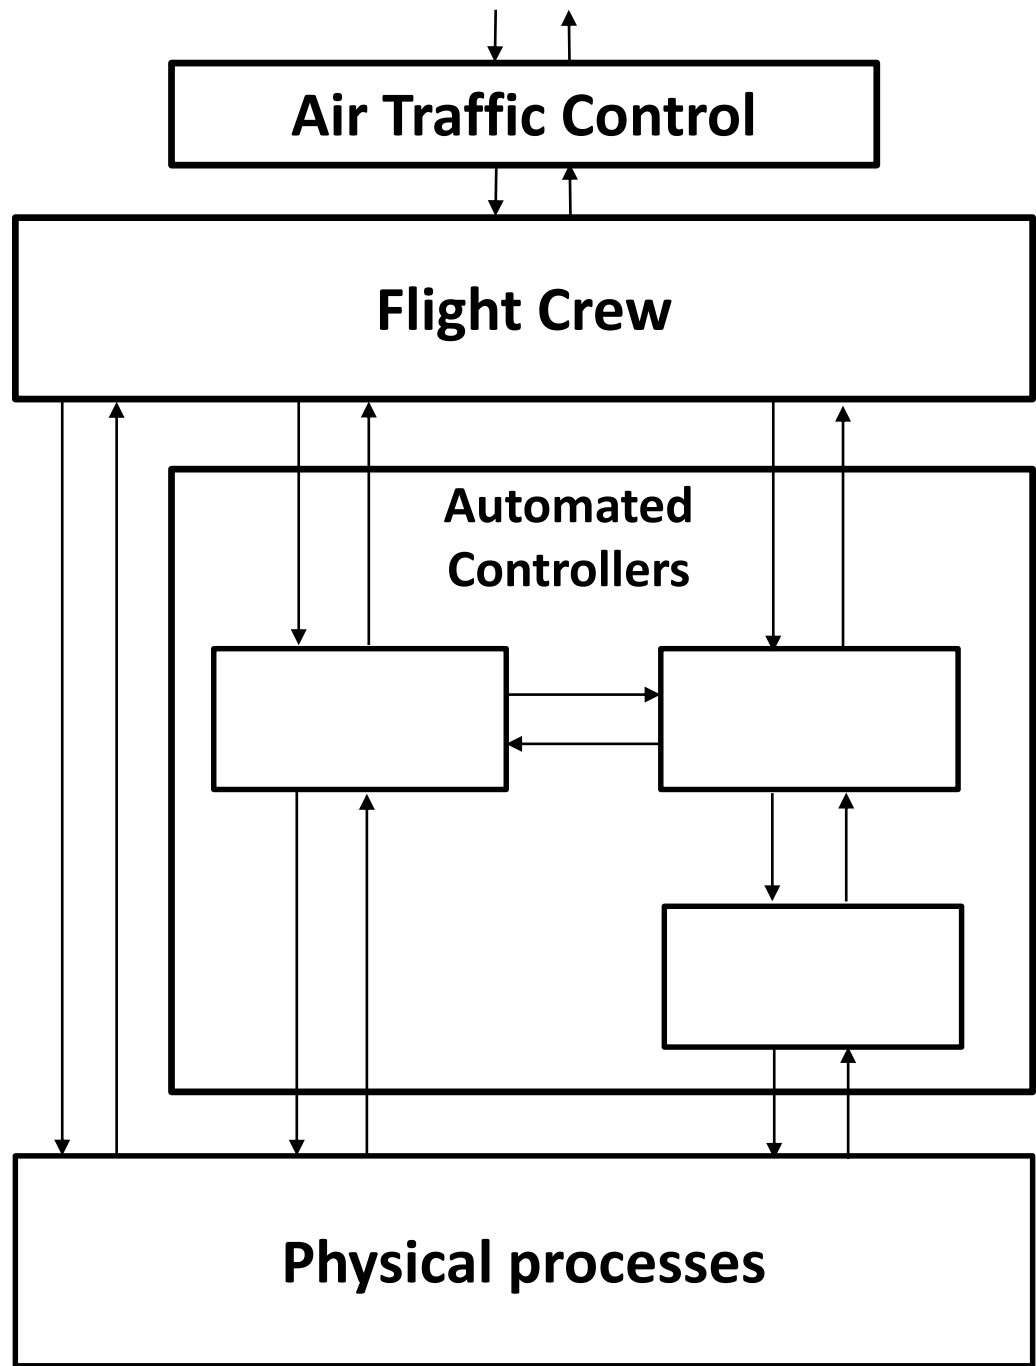 Air Traffic Control
Flight Crew
Automated
Controllers
Physical processes